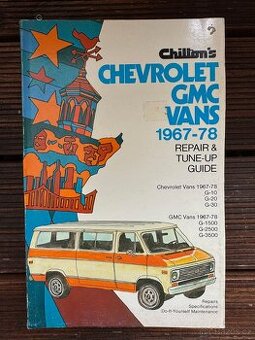 Chilton's
CHEVROLET
GMC
VANS
1967-78
REPAIR &
TUNE-UP
GUIDE
Chevrolet Vans 1967-78
G-10
G-20
G-30
GMC Vans 1967-78
G-1500
G-2500
G-3500
Repairs
Specifications
Do-It-Yourself Maintenance